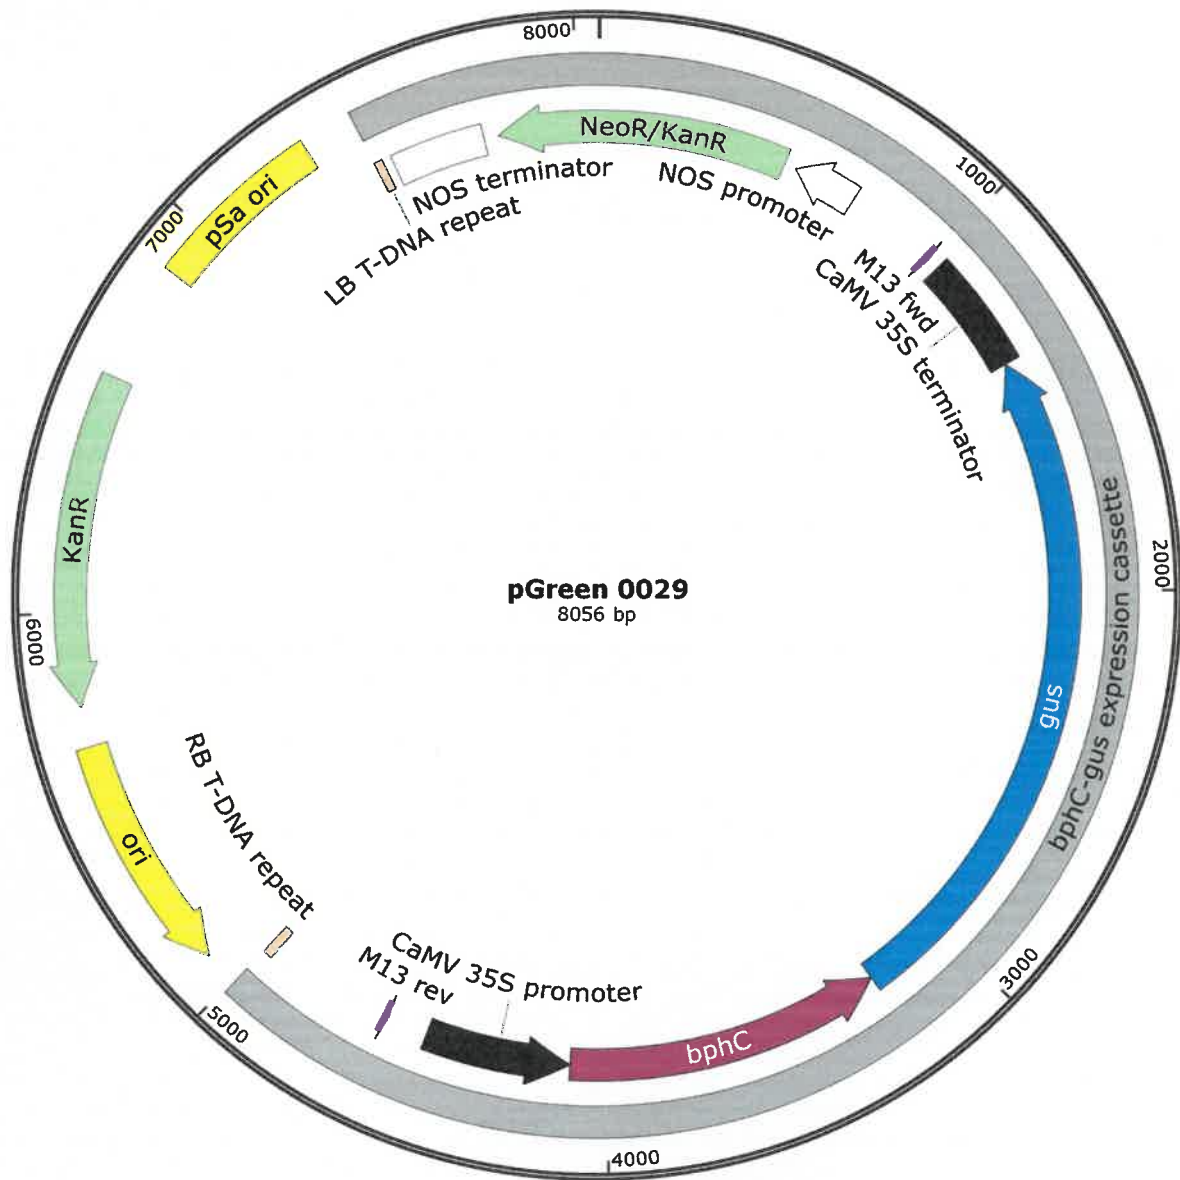 8000
NeoR/KanR
NOS terminator
NOS promoter
LB T-DNA repeat
pSa ori
7000
1000
M13 fwd
CaMV 35S terminator
KanR
2000
bphC-gus expression cassette
pGreen 0029
8056 bp
6000
gus
RB T-DNA repeat
ori
CaMV 35S promoter
M13 rev
3000
5000
bphC
4000